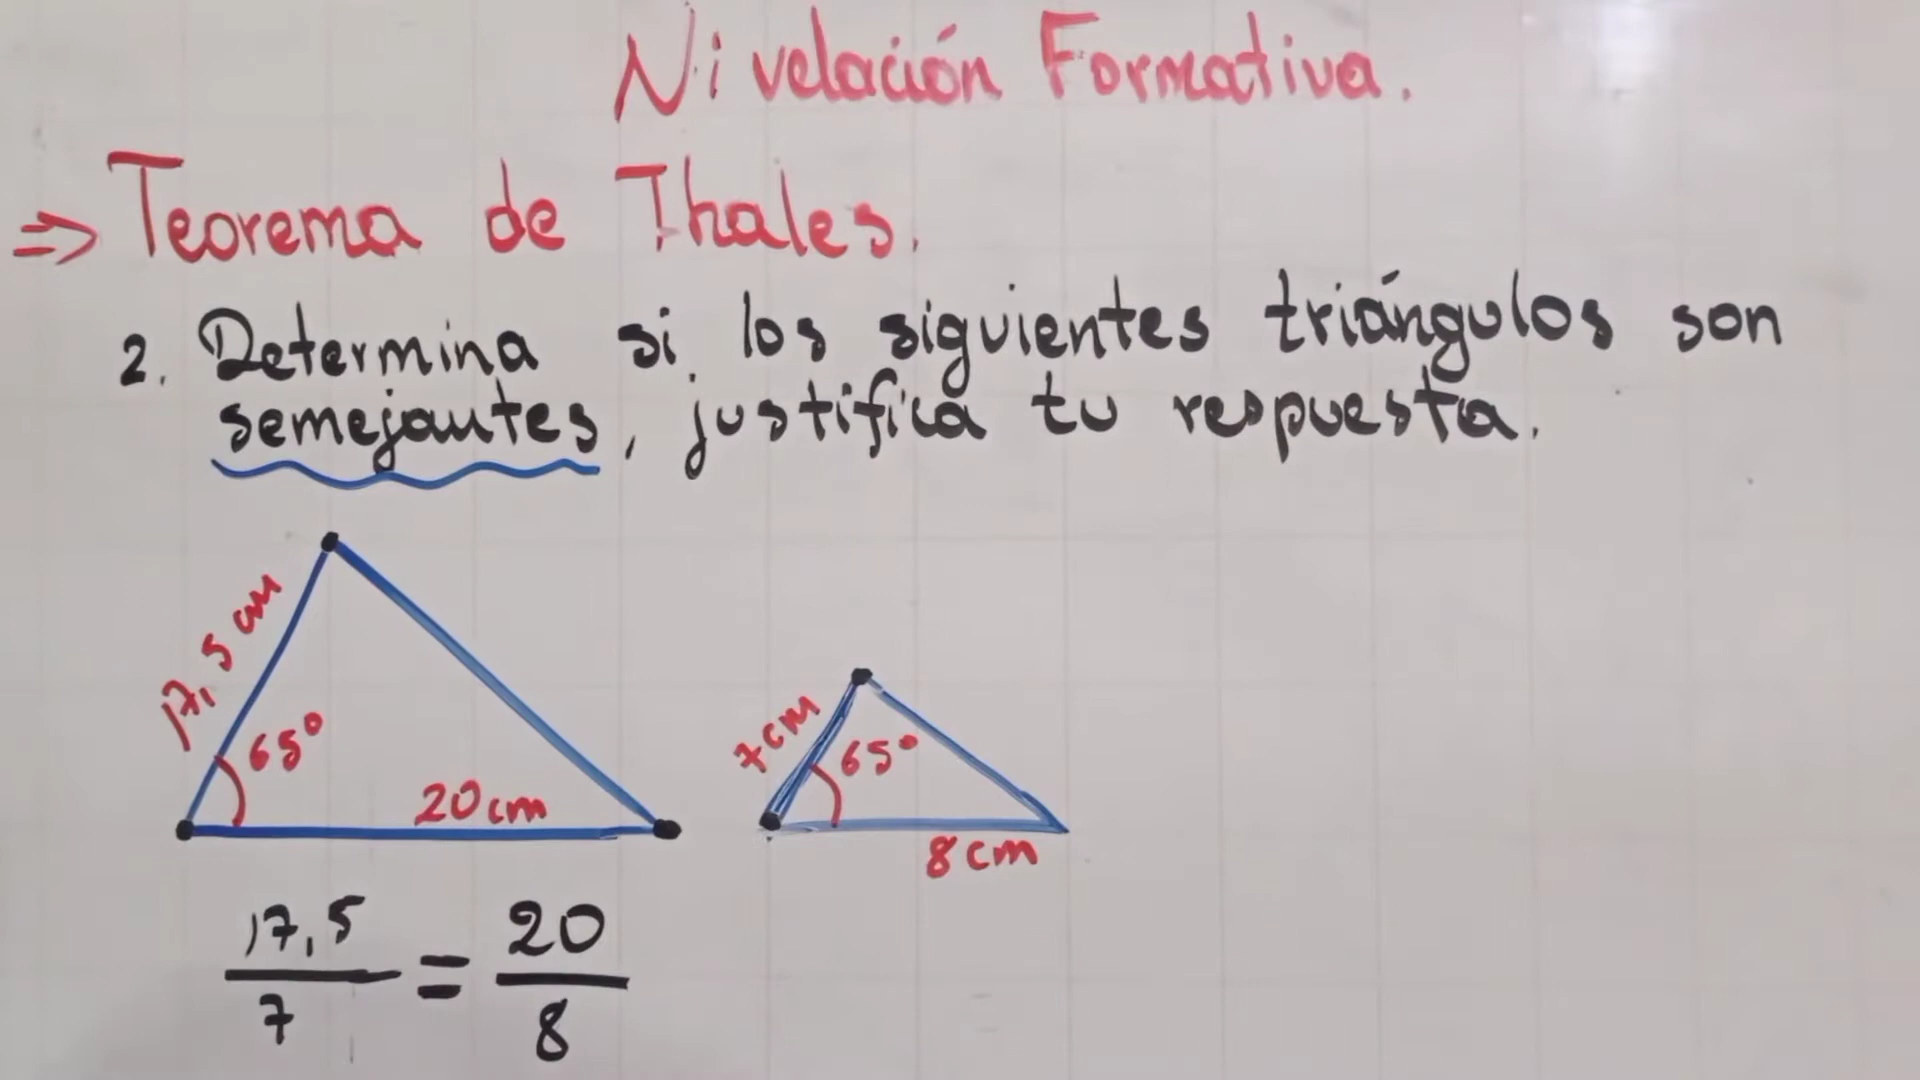 Nivelación Formativa.
⇒ Teorema de Thales.
2. Determina si los siguientes triángulos son
semejantes, justifica tu respuesta.
17,5 cm
65°
20 cm
7 cm
65°
8 cm
17,5 / 7 = 20 / 8